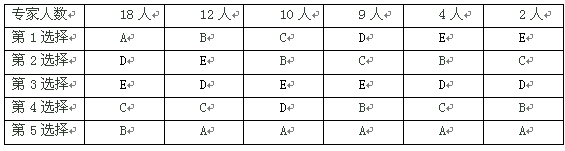 专家人数 18 人 12 人 10 人 9 人 4 人 2 人
第 1 选择 A B C D E E
第 2 选择 D E B C B C
第 3 选择 E D E E D D
第 4 选择 C C D B C B
第 5 选择 B A A A A A